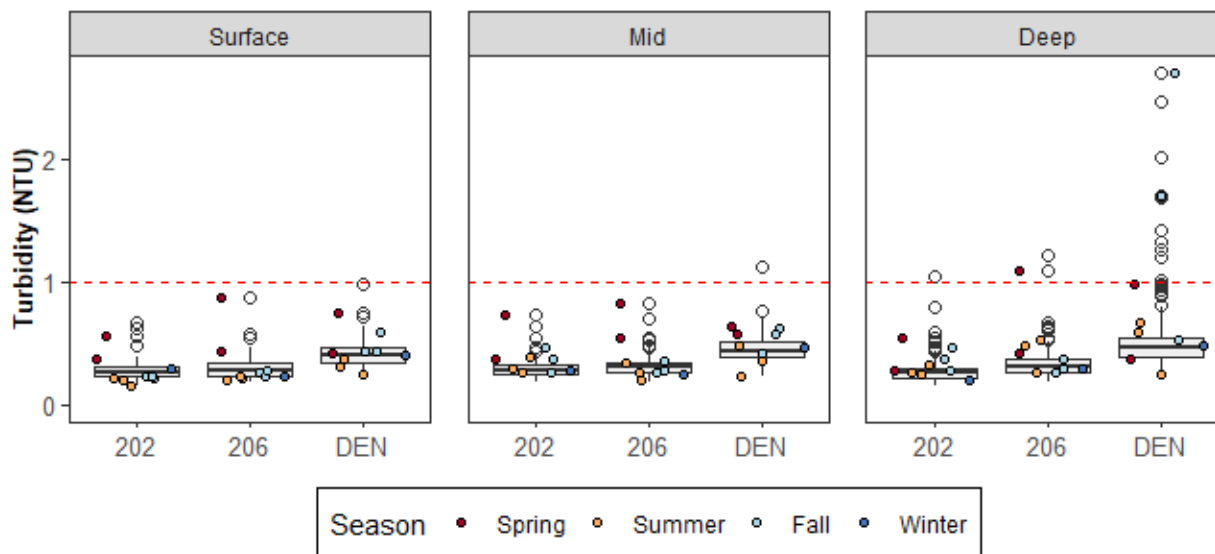 Surface Mid Deep
Turbidity (NTU)
2
1
0
202 206 DEN 202 206 DEN 202 206 DEN
Season Spring Summer Fall Winter